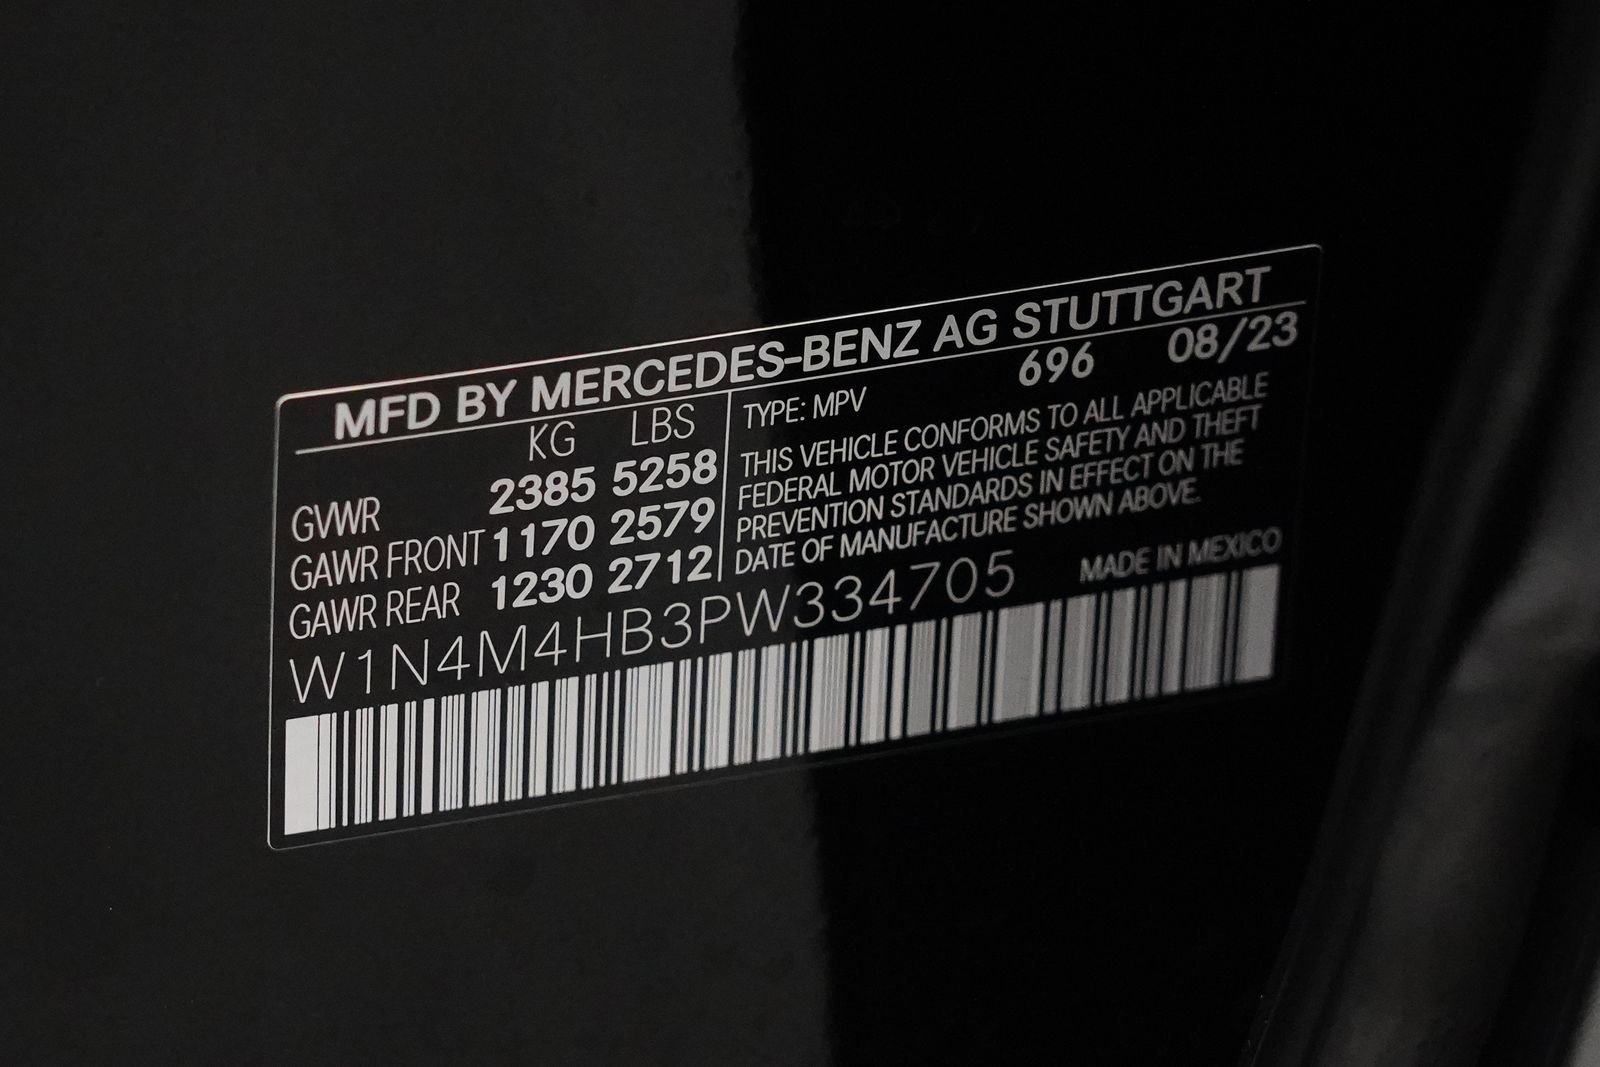 MFD BY MERCEDES-BENZ AG STUTTGART
KG LBS
GVWR 2385 5258
GAWR FRONT 1170 2579
GAWR REAR 1230 2712
TYPE: MPV 696 08/23
THIS VEHICLE CONFORMS TO ALL APPLICABLE
FEDERAL MOTOR VEHICLE SAFETY AND THEFT
PREVENTION STANDARDS IN EFFECT ON THE
DATE OF MANUFACTURE SHOWN ABOVE.
W1N4M4HB3PW334705 MADE IN MEXICO